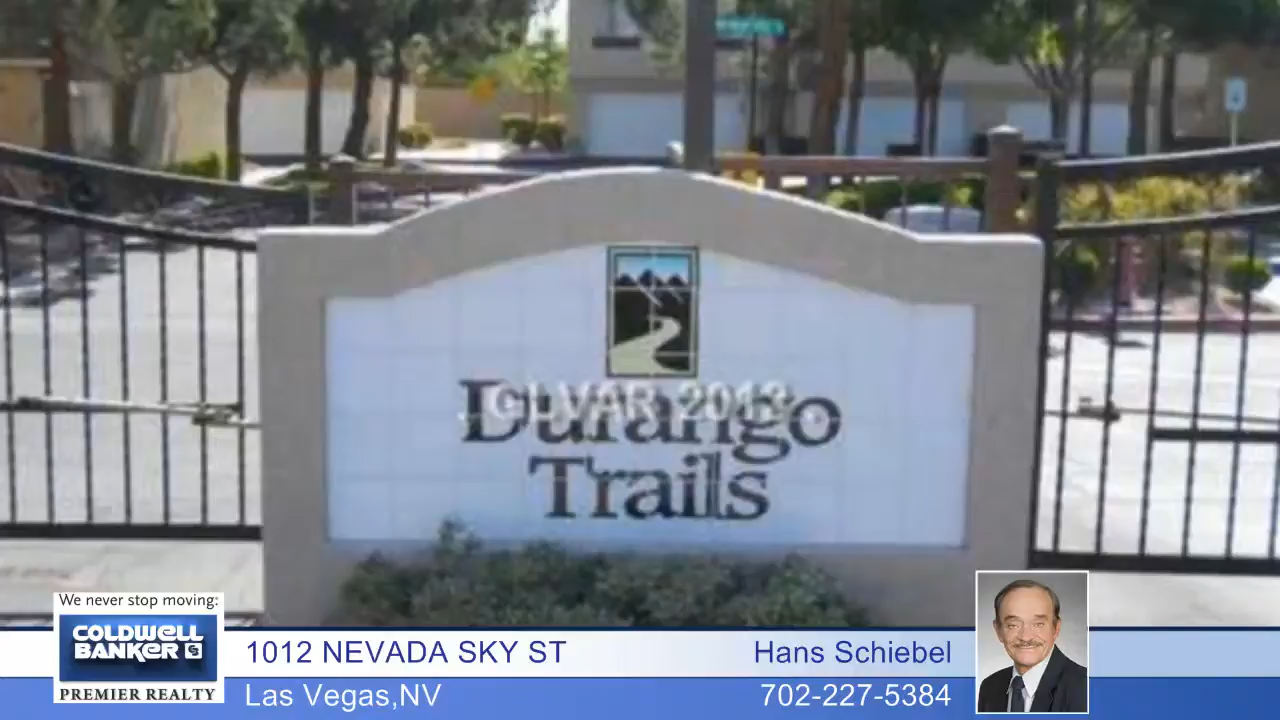 . GLVAR 2013 .
Durango
Trails
We never stop moving:
COLDWELL
BANKER CB
PREMIER REALTY
1012 NEVADA SKY ST
Las Vegas,NV
Hans Schiebel
702-227-5384